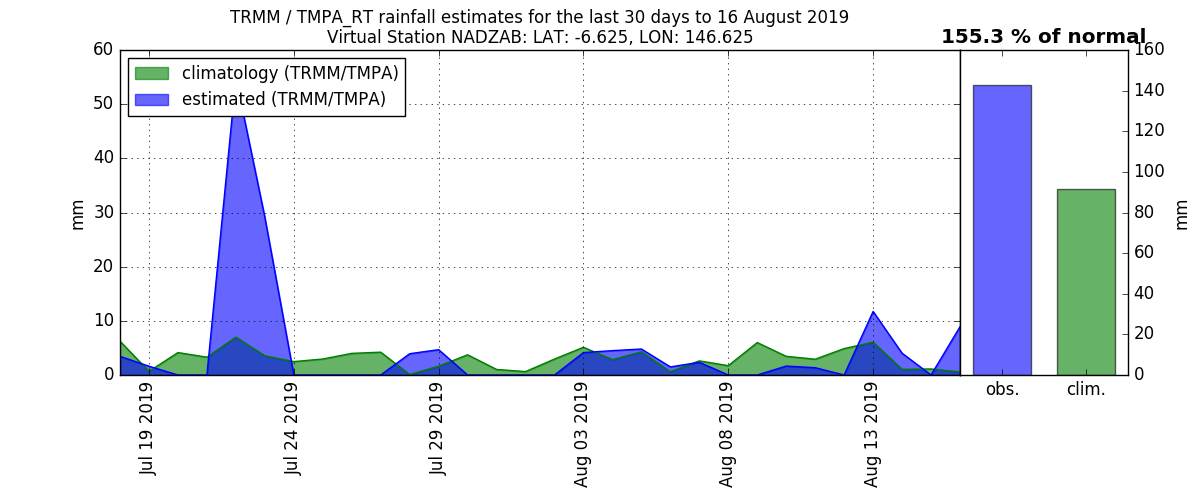 TRMM / TMPA_RT rainfall estimates for the last 30 days to 16 August 2019
Virtual Station NADZAB: LAT: -6.625, LON: 146.625
155.3 % of normal
climatology (TRMM/TMPA)
estimated (TRMM/TMPA)
60
50
40
30
20
10
0
mm
Jul 19 2019
Jul 24 2019
Jul 29 2019
Aug 03 2019
Aug 08 2019
Aug 13 2019
160
140
120
100
80
60
40
20
0
mm
obs.
clim.